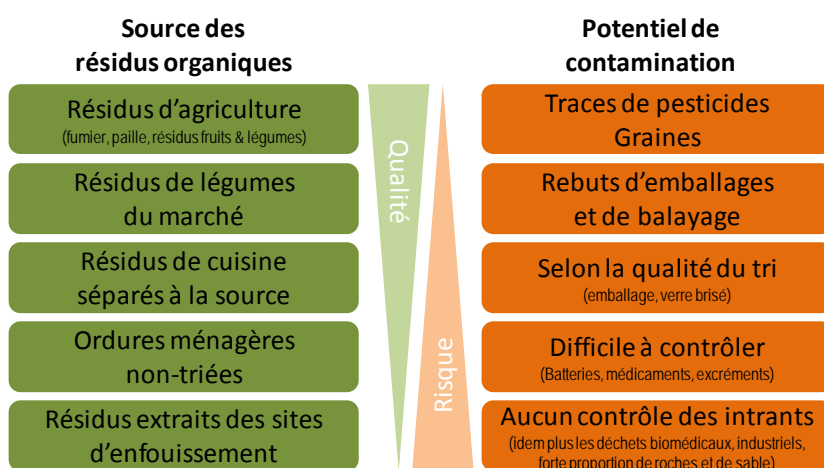 Source des
résidus organiques
Potentiel de
contamination
Résidus d'agriculture
(fumier, paille, résidus fruits & légumes)
Qualité
Risque
Traces de pesticides
Graines
Résidus de légumes
du marché
Rebuts d'emballages
et de balayage
Résidus de cuisine
séparés à la source
Selon la qualité du tri
(emballage, verre brisé)
Ordures ménagères
non-triées
Difficile à contrôler
(Batteries, médicaments, excréments)
Résidus extraits des sites
d'enfouissement
Aucun contrôle des intrants
(idem plus les déchets biomédicaux, industriels,
forte proportion de roches et de sable)